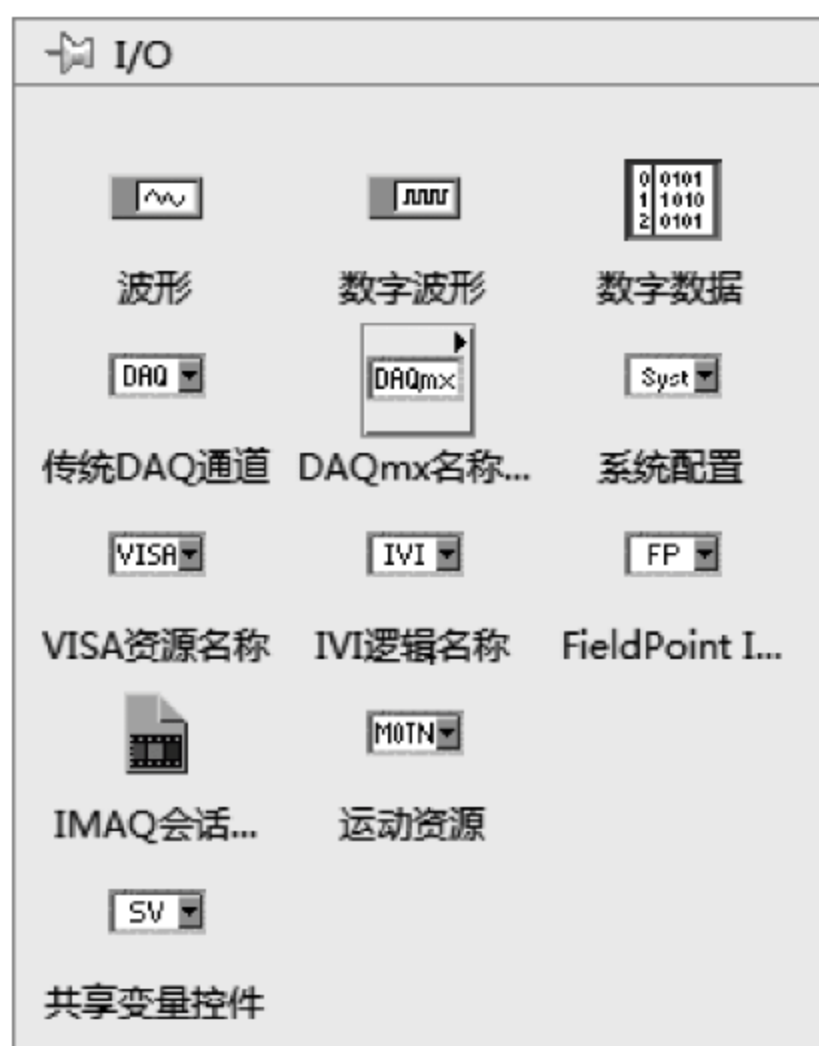 I/O
波形 数字波形 数字数据
0 0101
1 1010
2 0101
DAQ DAQmx Syst
传统DAQ通道 DAQmx名称... 系统配置
VISA IVI FP
VISA资源名称 IVI逻辑名称 FieldPoint I...
MOTN
IMAQ会话... 运动资源
SV
共享变量控件